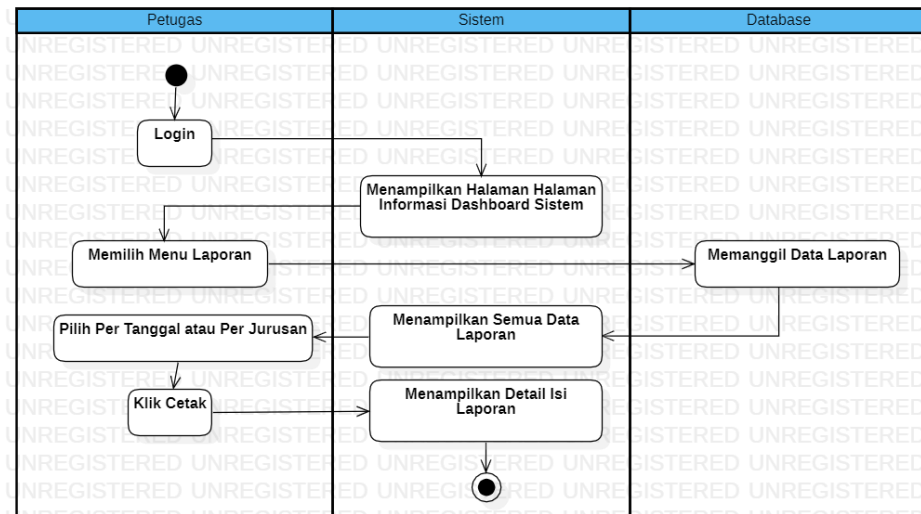 Petugas
Sistem
Database
Login
Menampilkan Halaman Halaman
Informasi Dashboard Sistem
Memilih Menu Laporan
Memanggil Data Laporan
Menampilkan Semua Data
Laporan
Pilih Per Tanggal atau Per Jurusan
Klik Cetak
Menampilkan Detail Isi
Laporan
UNREGISTERED UNREGISTERED UNREGISTERED UNREGISTERED UNREGISTERED